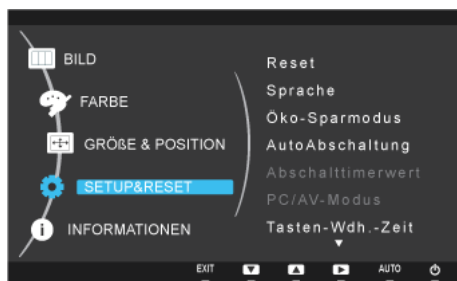 BILD
FARBE
GRÖßE & POSITION
SETUP&RESET
INFORMATIONEN
Reset
Sprache
Öko-Sparmodus
AutoAbschaltung
Abschalttimerwert
PC/AV-Modus
Tasten-Wdh.-Zeit
EXIT
AUTO